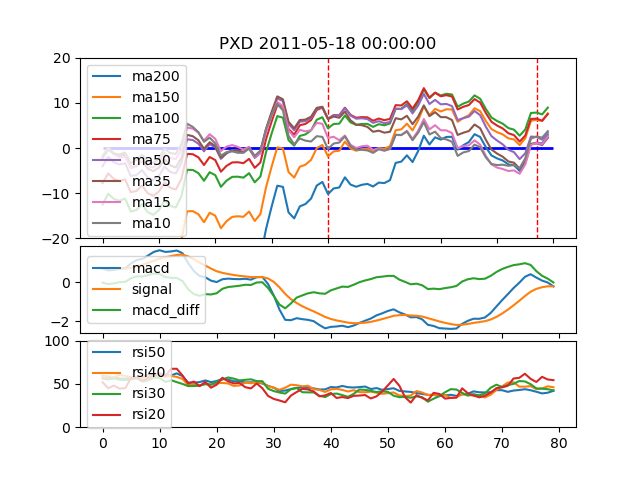 PXD 2011-05-18 00:00:00
20
10
0
−10
−20
ma200
ma150
ma100
ma75
ma50
ma35
ma15
ma10
0
−2
macd
signal
macd_diff
100
50
0
rsi50
rsi40
rsi30
rsi20
0 10 20 30 40 50 60 70 80